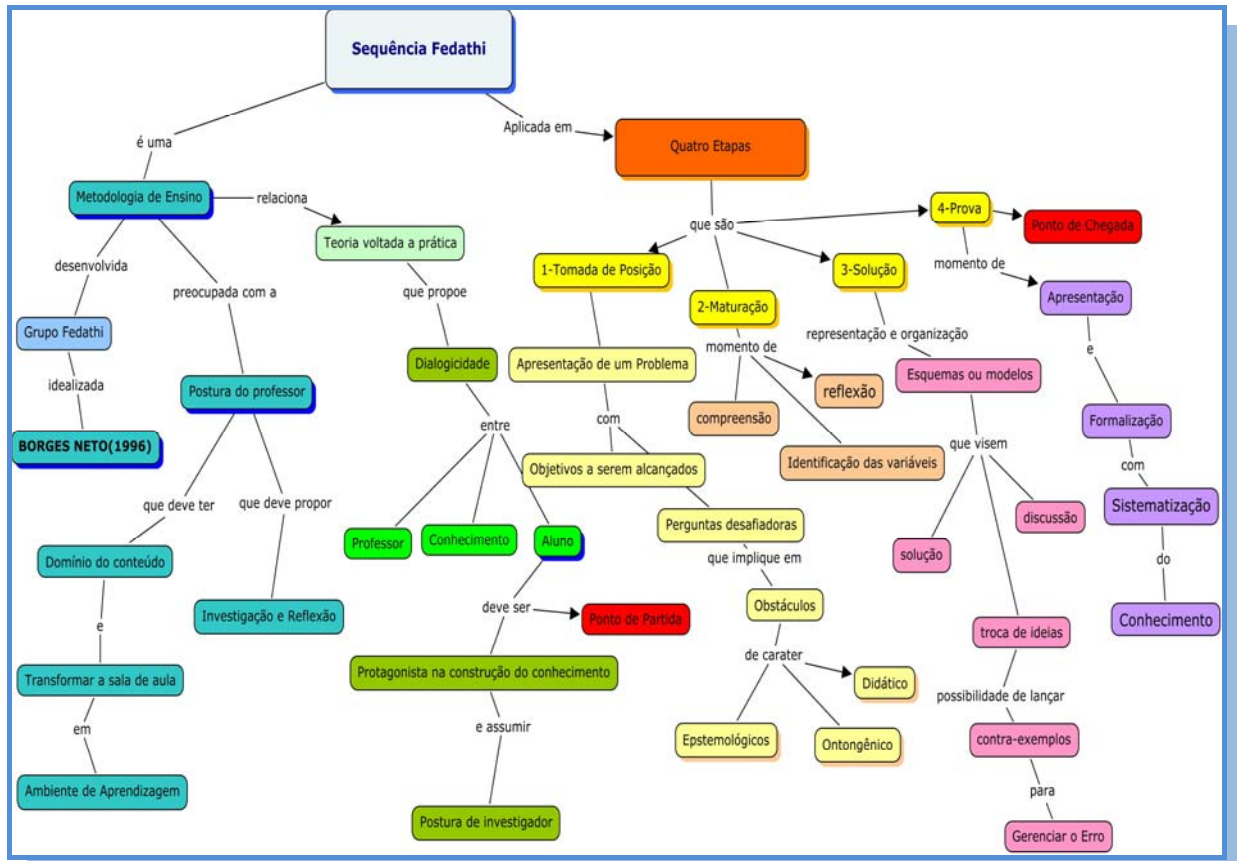 Sequência Fedathi
é uma
Aplicada em
Quatro Etapas
Metodologia de Ensino
relaciona
Teoria voltada a prática
que são
4-Prova
Ponto de Chegada
desenvolvida
preocupada com a
que propoe
1-Tomada de Posição
3-Solução
momento de
Grupo Fedathi
2-Maturação
Apresentação
idealizada
Postura do professor
Dialogicidade
Apresentação de um Problema
momento de
representação e organização
e
BORGES NETO(1996)
entre
com
compreensão
reflexão
Esquemas ou modelos
Formalização
que deve ter
que deve propor
Objetivos a serem alcançados
Identificação das variáveis
que visem
com
Domínio do conteúdo
Professor
Conhecimento
Aluno
Perguntas desafiadoras
solução
discussão
Sistematização
e
Investigação e Reflexão
deve ser
Ponto de Partida
que implique em
Obstáculos
troca de ideias
do
Conhecimento
Transformar a sala de aula
Protagonista na construção do conhecimento
de carater
Didático
possibilidade de lançar
em
e assumir
Epstemológicos
Ontongênico
contra-exemplos
Ambiente de Aprendizagem
Postura de investigador
para
Gerenciar o Erro